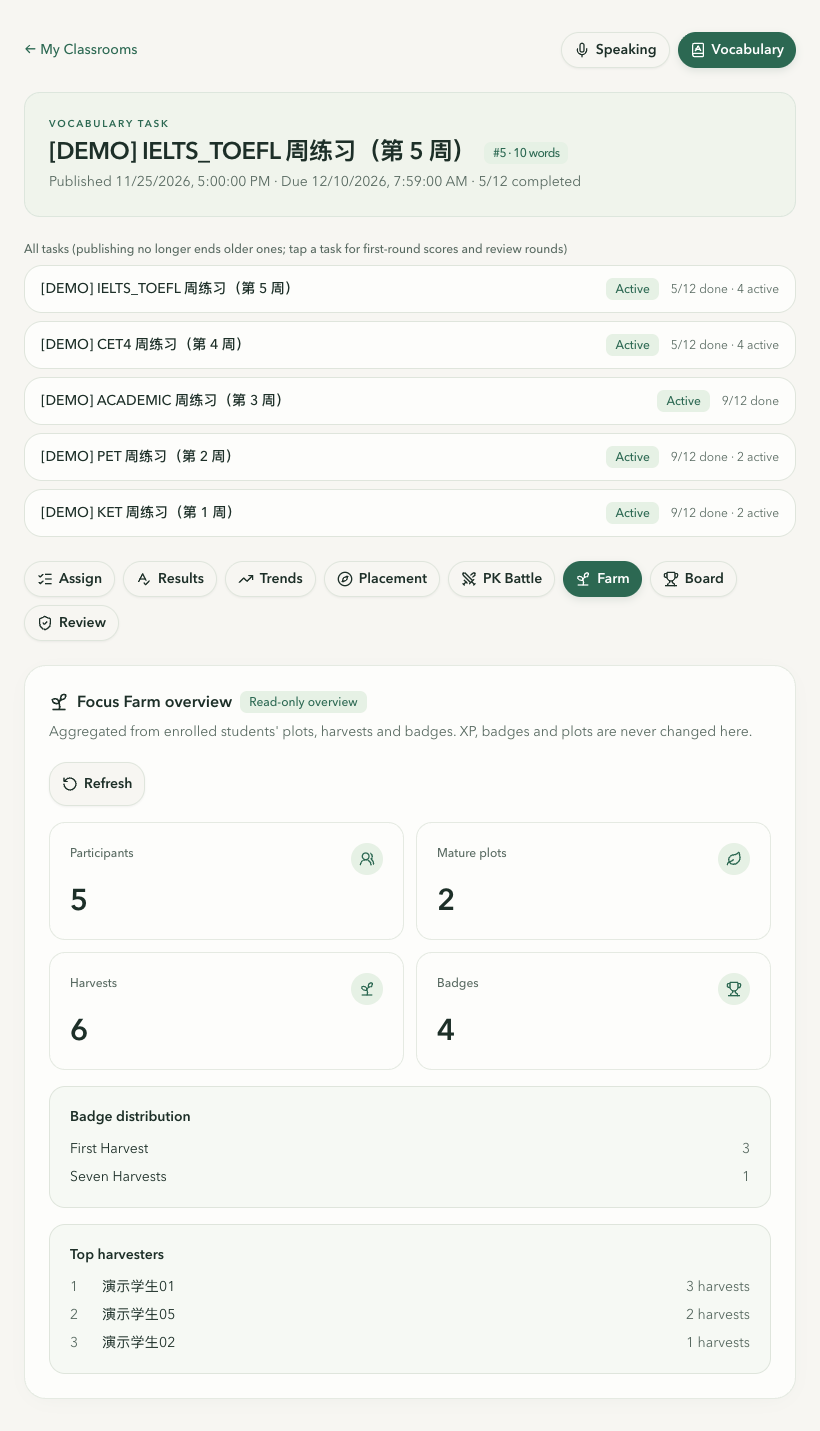 ← My Classrooms
Speaking
Vocabulary
VOCABULARY TASK
[DEMO] IELTS_TOEFL 周练习（第 5 周） #5 · 10 words
Published 11/25/2026, 5:00:00 PM · Due 12/10/2026, 7:59:00 AM · 5/12 completed
All tasks (publishing no longer ends older ones; tap a task for first-round scores and review rounds)
[DEMO] IELTS_TOEFL 周练习（第 5 周） Active 5/12 done · 4 active
[DEMO] CET4 周练习（第 4 周） Active 5/12 done · 4 active
[DEMO] ACADEMIC 周练习（第 3 周） Active 9/12 done
[DEMO] PET 周练习（第 2 周） Active 9/12 done · 2 active
[DEMO] KET 周练习（第 1 周） Active 9/12 done · 2 active
Assign Results Trends Placement PK Battle Farm Board
Review
Focus Farm overview Read-only overview
Aggregated from enrolled students' plots, harvests and badges. XP, badges and plots are never changed here.
Refresh
Participants
5
Mature plots
2
Harvests
6
Badges
4
Badge distribution
First Harvest 3
Seven Harvests 1
Top harvesters
1 演示学生01 3 harvests
2 演示学生05 2 harvests
3 演示学生02 1 harvests